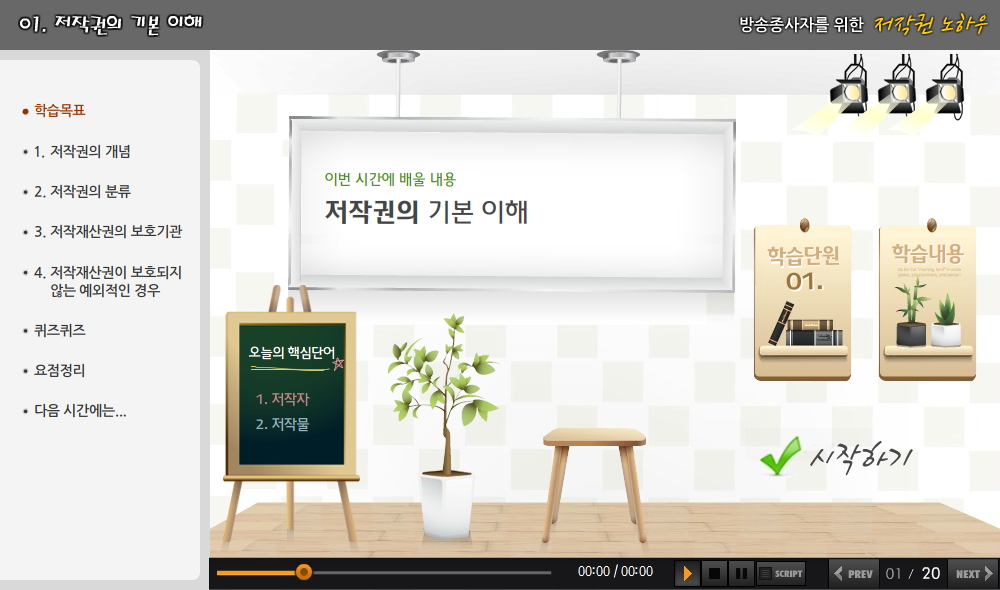 01. 저작권의 기본 이해
방송종사자를 위한 저작권 노하우
학습목표
1. 저작권의 개념
2. 저작권의 분류
3. 저작재산권의 보호기관
4. 저작재산권이 보호되지
않는 예외적인 경우
퀴즈퀴즈
요점정리
다음 시간에는...
이번 시간에 배울 내용
저작권의 기본 이해
학습단원
01.
학습내용
오늘의 핵심단어
1. 저작자
2. 저작물
시작하기
00:00 / 00:00
SCRIPT
PREV
01 / 20
NEXT